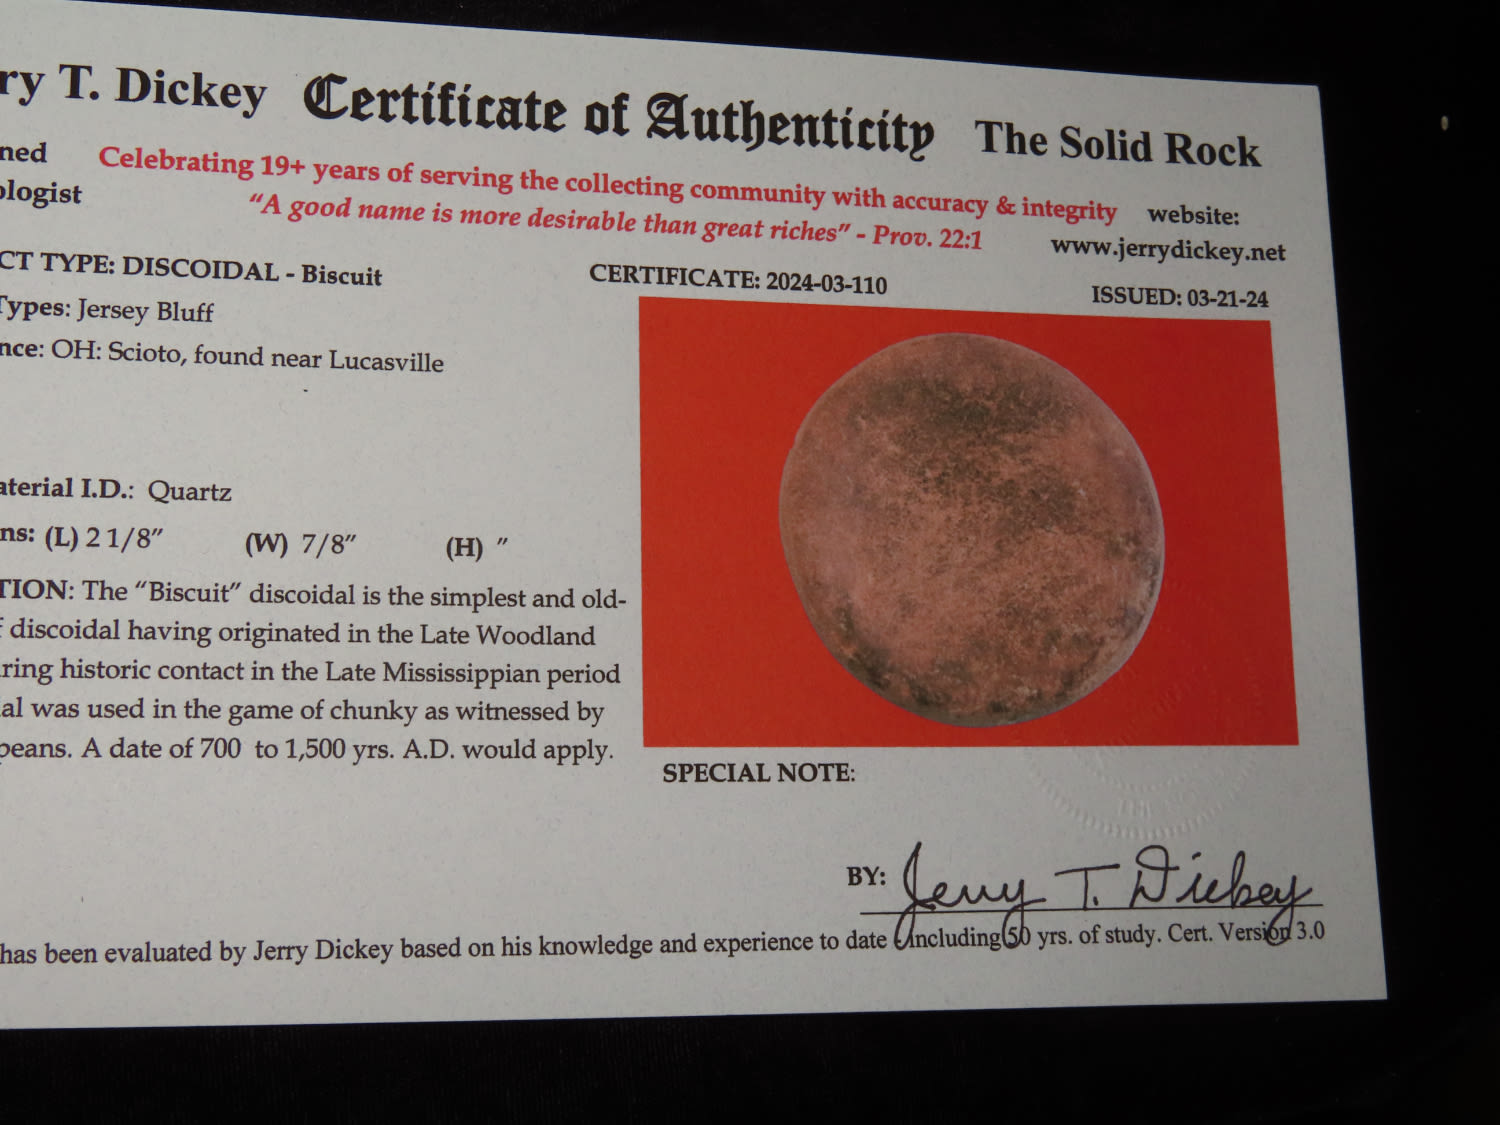 ry T. Dickey Certificate of Authenticity The Solid Rock
ned Celebrating 19+ years of serving the collecting community with accuracy & integrity website:
ologist "A good name is more desirable than great riches" - Prov. 22:1 www.jerrydickey.net
CT TYPE: DISCOIDAL - Biscuit CERTIFICATE: 2024-03-110 ISSUED: 03-21-24
Types: Jersey Bluff
nce: OH: Scioto, found near Lucasville
aterial I.D.: Quartz
ns: (L) 2 1/8" (W) 7/8" (H) "
TION: The "Biscuit" discoidal is the simplest and old-
f discoidal having originated in the Late Woodland
ring historic contact in the Late Mississippian period
al was used in the game of chunky as witnessed by
peans. A date of 700 to 1,500 yrs. A.D. would apply.
SPECIAL NOTE:
BY: Jerry T. Dickey
has been evaluated by Jerry Dickey based on his knowledge and experience to date including 50 yrs. of study. Cert. Version 3.0